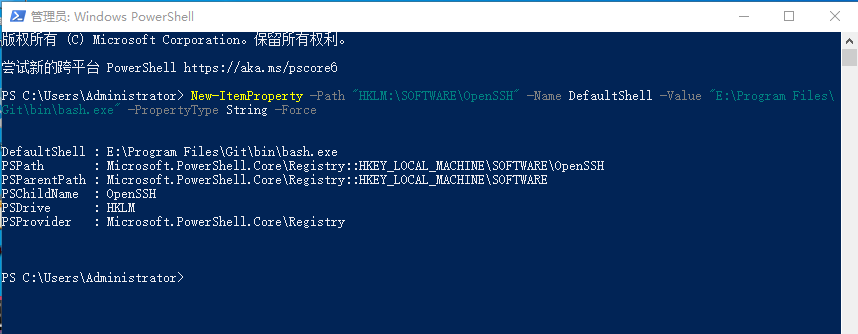 管理员: Windows PowerShell
版权所有 (C) Microsoft Corporation。保留所有权利。
尝试新的跨平台 PowerShell https://aka.ms/pscore6
PS C:\Users\Administrator> New-ItemProperty -Path "HKLM:\SOFTWARE\OpenSSH" -Name DefaultShell -Value "E:\Program Files\
Git\bin\bash.exe" -PropertyType String -Force
DefaultShell : E:\Program Files\Git\bin\bash.exe
PSPath       : Microsoft.PowerShell.Core\Registry::HKEY_LOCAL_MACHINE\SOFTWARE\OpenSSH
PSParentPath : Microsoft.PowerShell.Core\Registry::HKEY_LOCAL_MACHINE\SOFTWARE
PSChildName  : OpenSSH
PSDrive      : HKLM
PSProvider   : Microsoft.PowerShell.Core\Registry
PS C:\Users\Administrator>